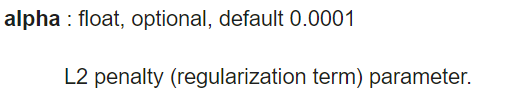 alpha : float, optional, default 0.0001
L2 penalty (regularization term) parameter.